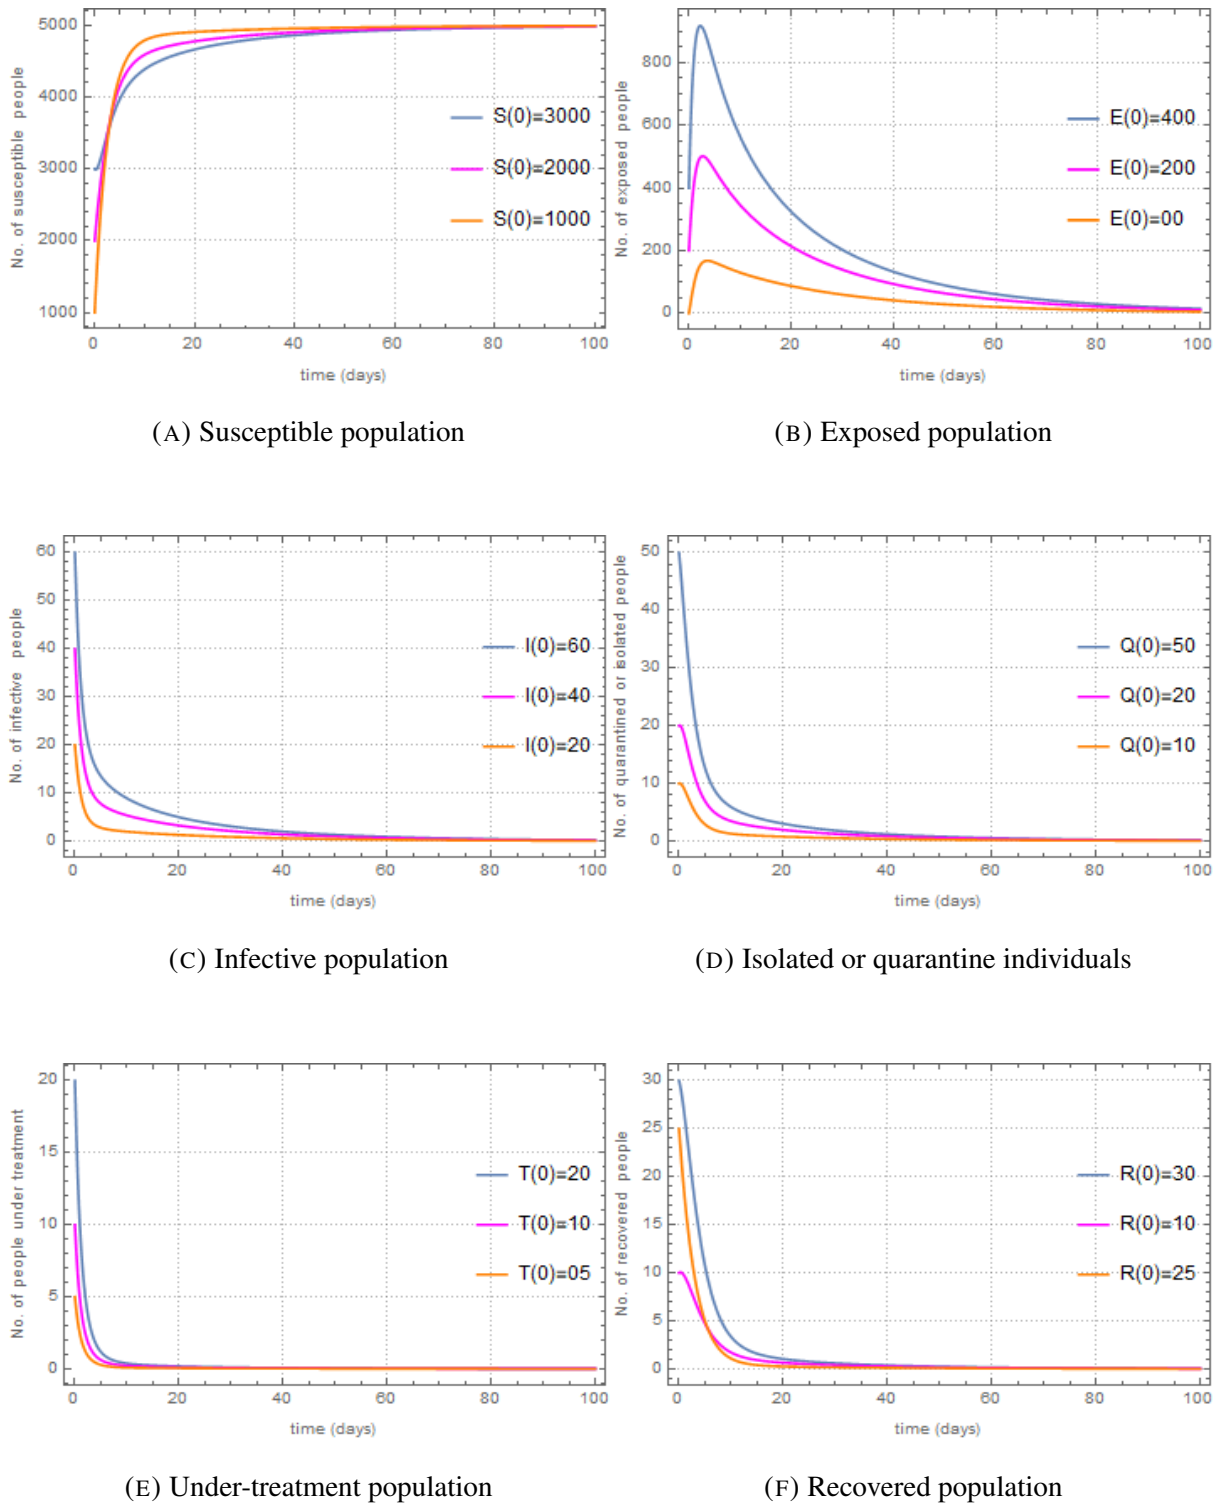 No. of susceptible people
5000
4000
3000
2000
1000
S(0)=3000
S(0)=2000
S(0)=1000
0 20 40 60 80 100
time (days)
(A) Susceptible population
No. of exposed people
800
600
400
200
0
E(0)=400
E(0)=200
E(0)=00
0 20 40 60 80 100
time (days)
(B) Exposed population
No. of infective people
60
50
40
30
20
10
0
I(0)=60
I(0)=40
I(0)=20
0 20 40 60 80 100
time (days)
(C) Infective population
No. of quarantined or isolated people
50
40
30
20
10
0
Q(0)=50
Q(0)=20
Q(0)=10
0 20 40 60 80 100
time (days)
(D) Isolated or quarantine individuals
No. of people under treatment
20
15
10
5
0
T(0)=20
T(0)=10
T(0)=05
0 20 40 60 80 100
time (days)
(E) Under-treatment population
No. of recovered people
30
25
20
15
10
5
0
R(0)=30
R(0)=10
R(0)=25
0 20 40 60 80 100
time (days)
(F) Recovered population